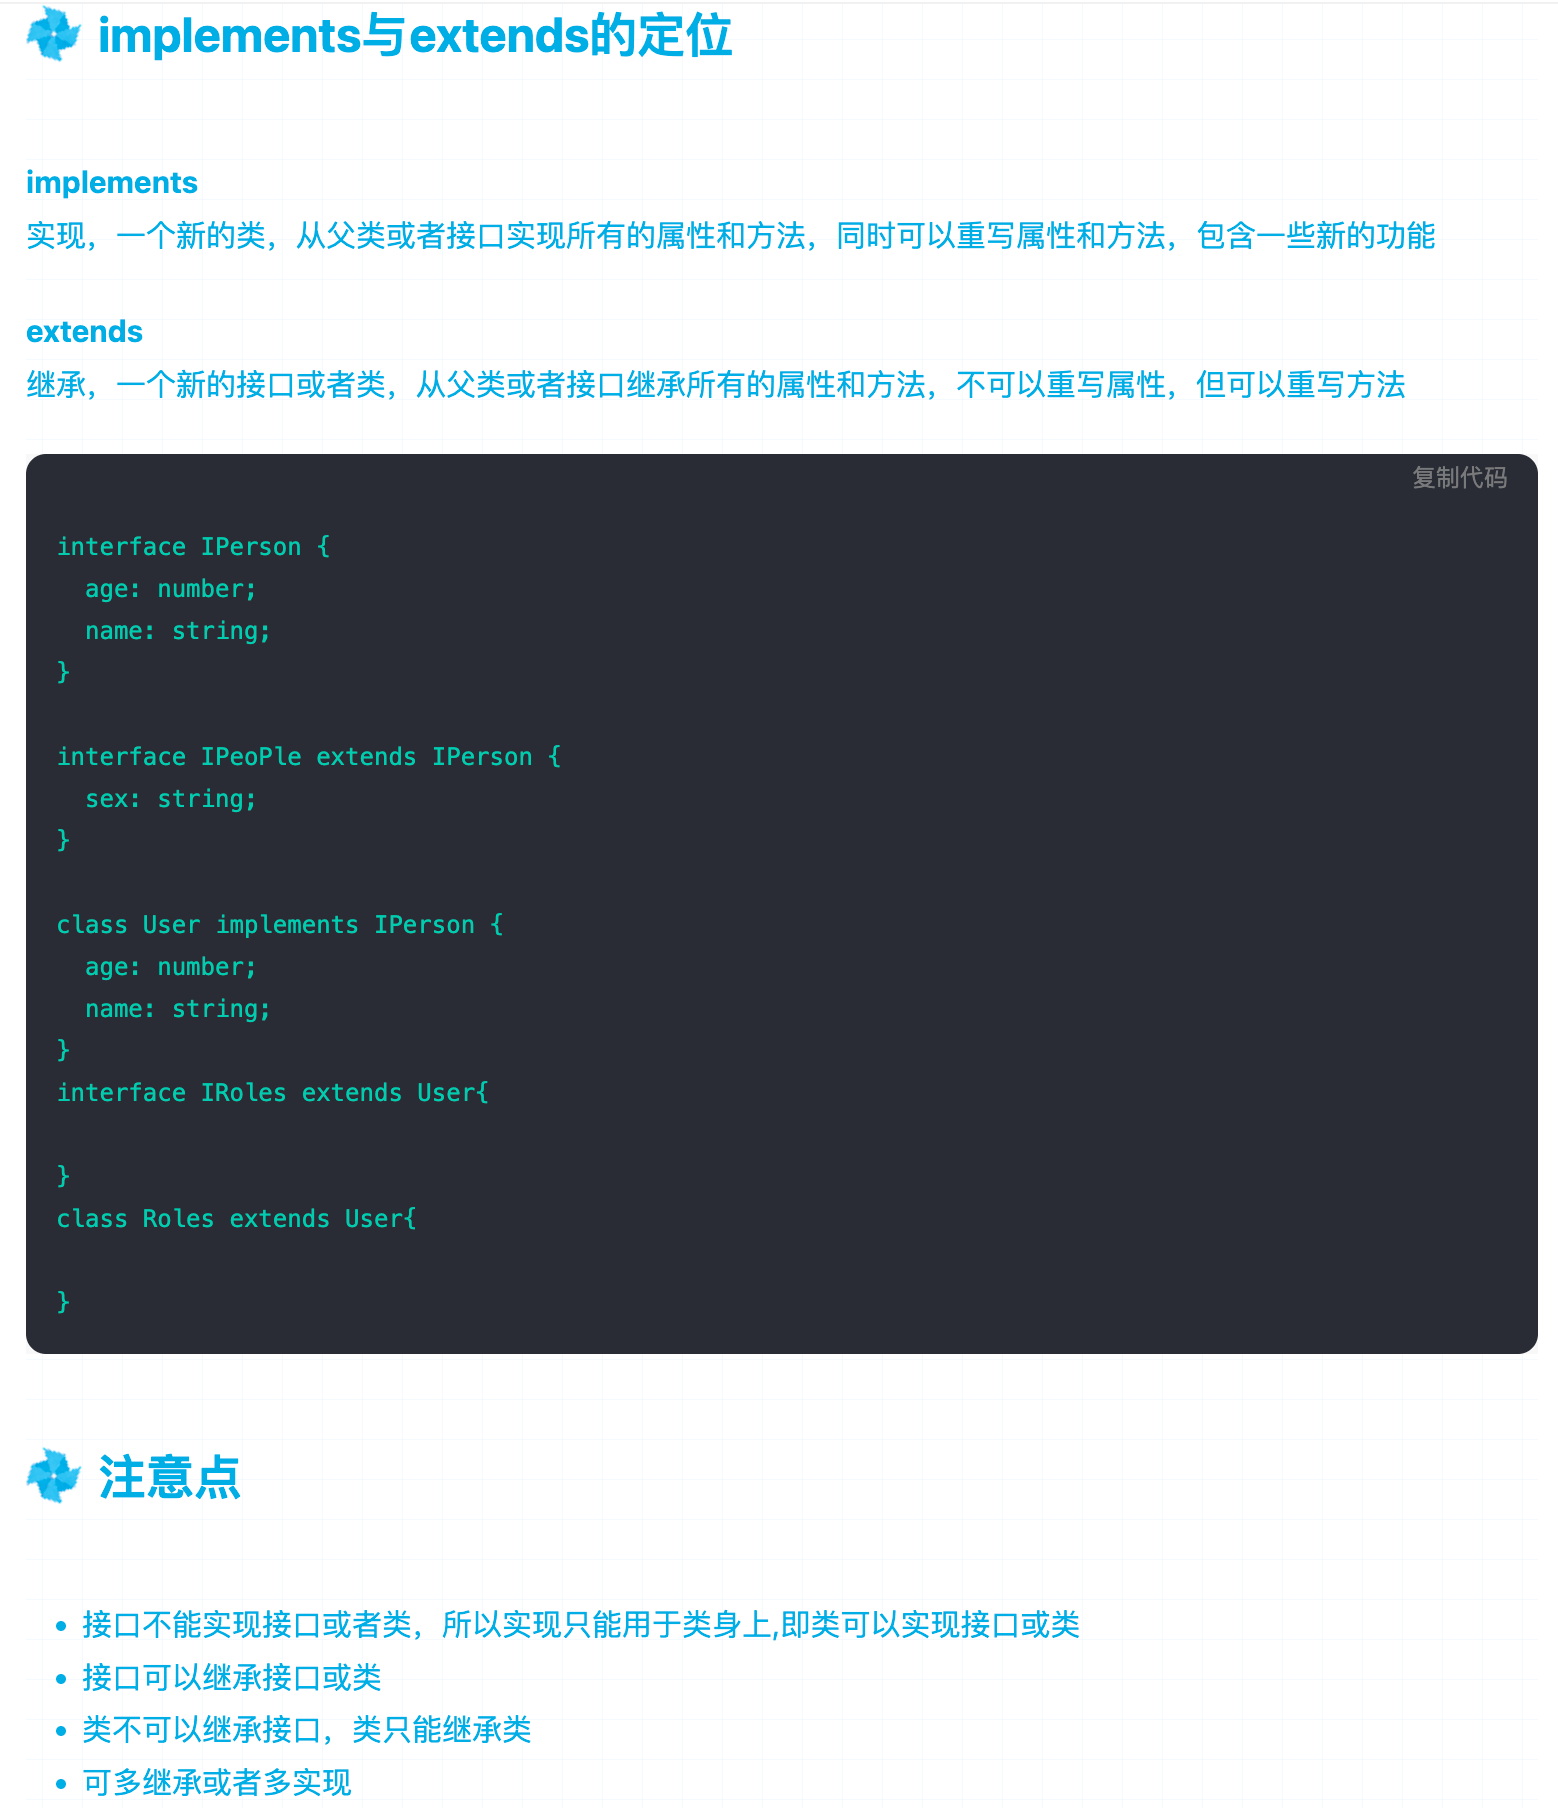 implements与extends的定位
implements
实现，一个新的类，从父类或者接口实现所有的属性和方法，同时可以重写属性和方法，包含一些新的功能
extends
继承，一个新的接口或者类，从父类或者接口继承所有的属性和方法，不可以重写属性，但可以重写方法
复制代码
interface IPerson {
  age: number;
  name: string;
}
interface IPeoPle extends IPerson {
  sex: string;
}
class User implements IPerson {
  age: number;
  name: string;
}
interface IRoles extends User{
}
class Roles extends User{
}
注意点
• 接口不能实现接口或者类，所以实现只能用于类身上,即类可以实现接口或类
• 接口可以继承接口或类
• 类不可以继承接口，类只能继承类
• 可多继承或者多实现